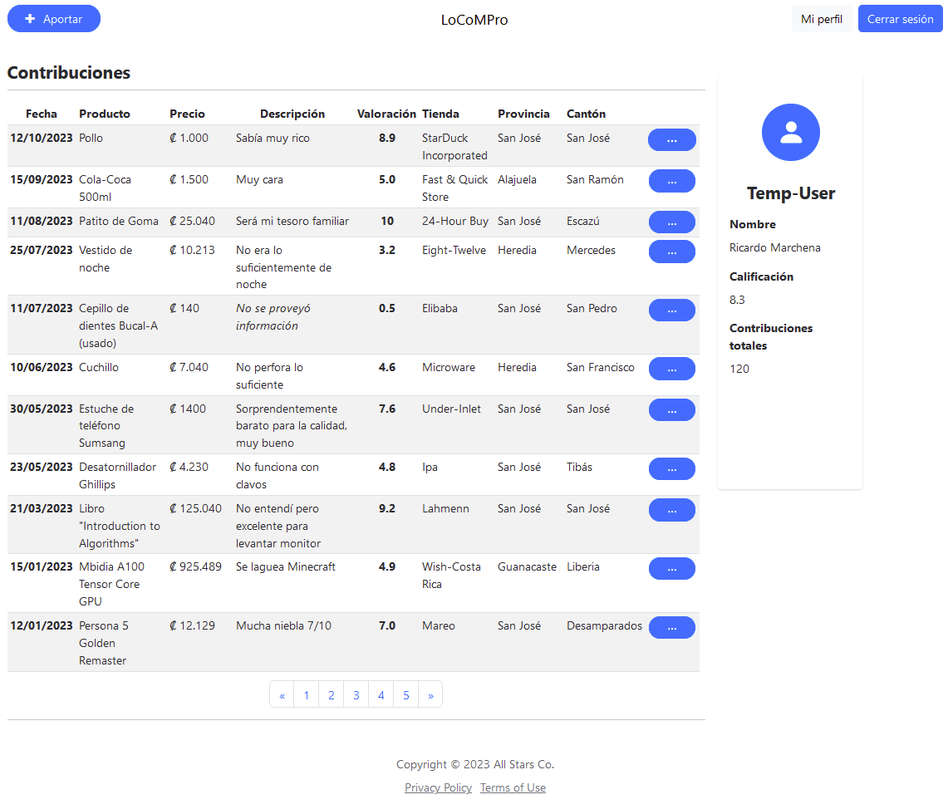 + Aportar
LoCoMPro
Mi perfil
Cerrar sesión
Contribuciones
Fecha Producto Precio Descripción Valoración Tienda Provincia Cantón
12/10/2023 Pollo ₡ 1.000 Sabía muy rico 8.9 StarDuck San José San José ...
Incorporated
15/09/2023 Cola-Coca ₡ 1.500 Muy cara 5.0 Fast & Quick Alajuela San Ramón ...
500ml Store
11/08/2023 Patito de Goma ₡ 25.040 Será mi tesoro familiar 10 24-Hour Buy San José Escazú ...
25/07/2023 Vestido de ₡ 10.213 No era lo 3.2 Eight-Twelve Heredia Mercedes ...
noche suficientemente de
noche
11/07/2023 Cepillo de ₡ 140 No se proveyó 0.5 Elibaba San José San Pedro ...
dientes Bucal-A información
(usado)
10/06/2023 Cuchillo ₡ 7.040 No perfora lo 4.6 Microware Heredia San Francisco ...
suficiente
30/05/2023 Estuche de ₡ 1400 Sorprendentemente 7.6 Under-Inlet San José San José ...
teléfono barato para la calidad,
Sumsang muy bueno
23/05/2023 Desatornillador ₡ 4.230 No funciona con 4.8 Ipa San José Tibás ...
Ghillips clavos
21/03/2023 Libro ₡ 125.040 No entendí pero 9.2 Lahmenn San José San José ...
"Introduction to excelente para
Algorithms" levantar monitor
15/01/2023 Mbidia A100 ₡ 925.489 Se laguea Minecraft 4.9 Wish-Costa Guanacaste Liberia ...
Tensor Core Rica
GPU
12/01/2023 Persona 5 ₡ 12.129 Mucha niebla 7/10 7.0 Mareo San José Desamparados ...
Golden
Remaster
« 1 2 3 4 5 »
Temp-User
Nombre
Ricardo Marchena
Calificación
8.3
Contribuciones
totales
120
Copyright © 2023 All Stars Co.
Privacy Policy Terms of Use